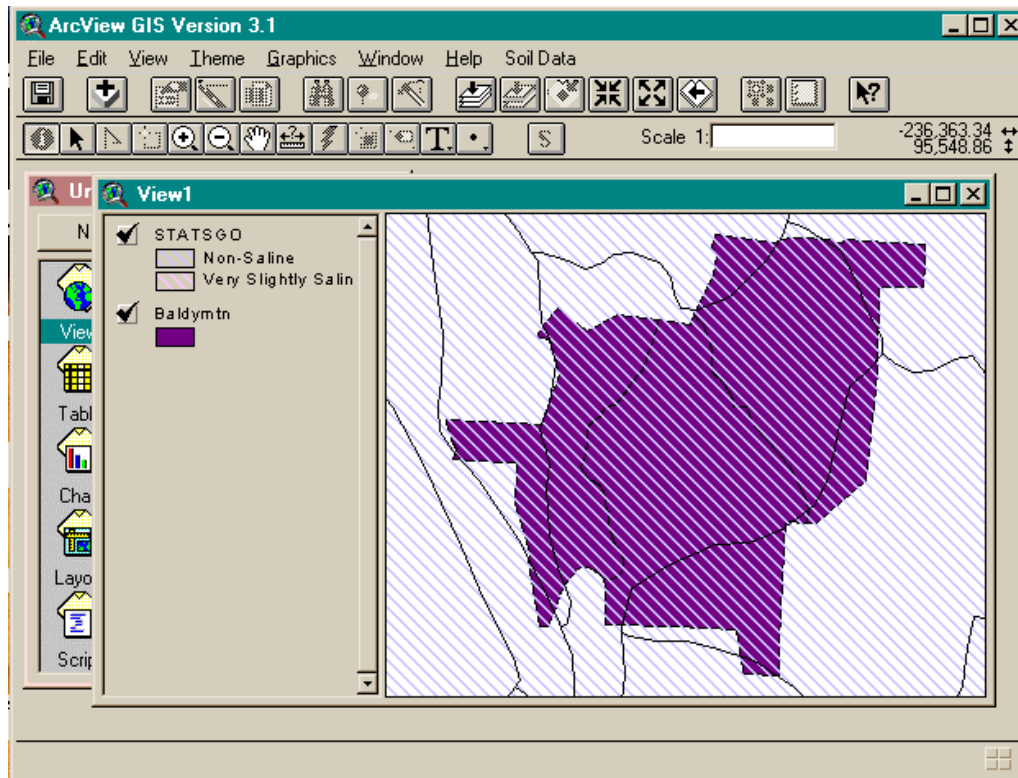 ArcView GIS Version 3.1
File Edit View Theme Graphics Window Help Soil Data
T S Scale 1: -236,363.34
95,548.86
Un
View1
N
STATSGO
Non-Saline
Very Slightly Salin
Baldymtn
View
Tabl
Cha
Layo
Scrip